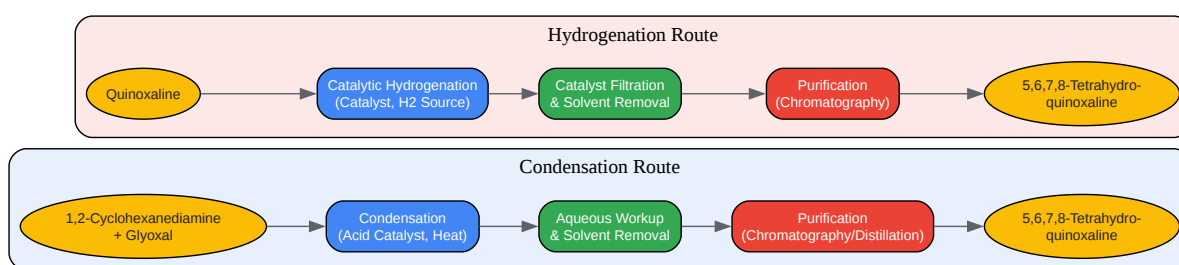 Hydrogenation Route
Quinoxaline
Catalytic Hydrogenation
(Catalyst, H2 Source)
Catalyst Filtration
& Solvent Removal
Purification
(Chromatography)
5,6,7,8-Tetrahydro-
quinoxaline
Condensation Route
1,2-Cyclohexanediamine
+ Glyoxal
Condensation
(Acid Catalyst, Heat)
Aqueous Workup
& Solvent Removal
Purification
(Chromatography/Distillation)
5,6,7,8-Tetrahydro-
quinoxaline